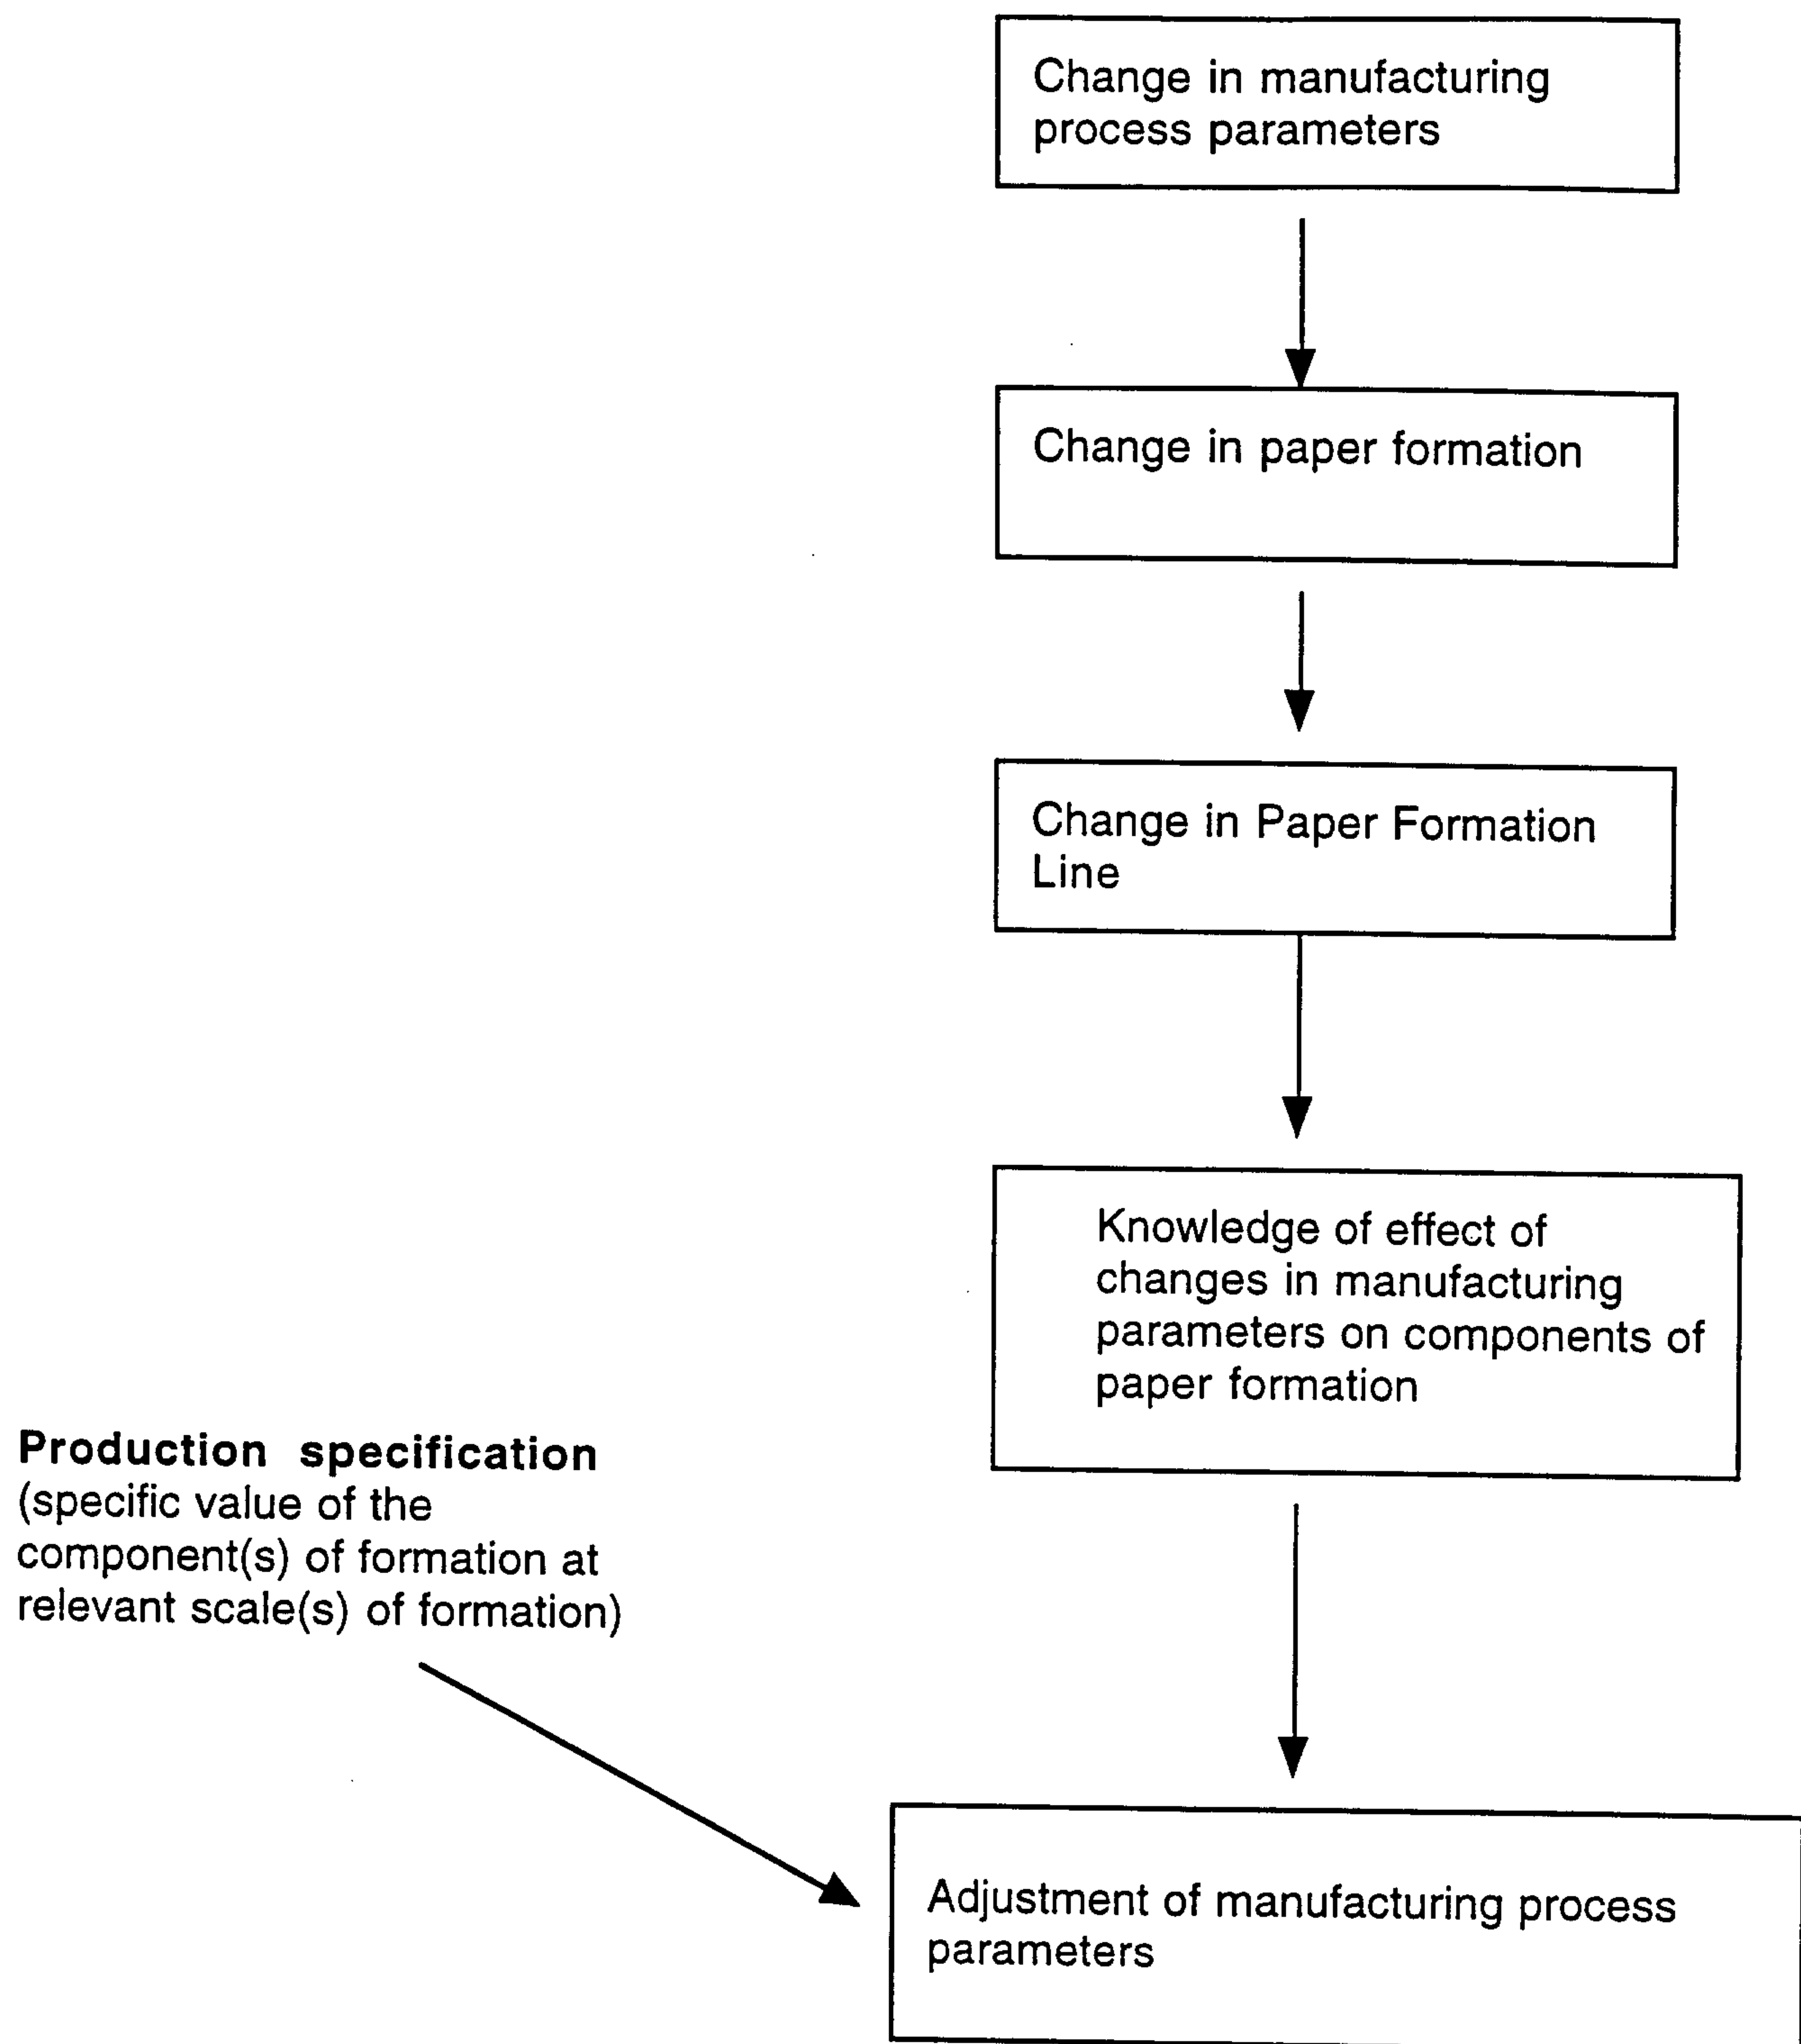 Change in manufacturing
process parameters
Change in paper formation
Change in Paper Formation
Line
Knowledge of effect of
changes in manufacturing
parameters on components of
paper formation
Production specification
(specific value of the
component(s) of formation at
relevant scale(s) of formation)
Adjustment of manufacturing process
parameters